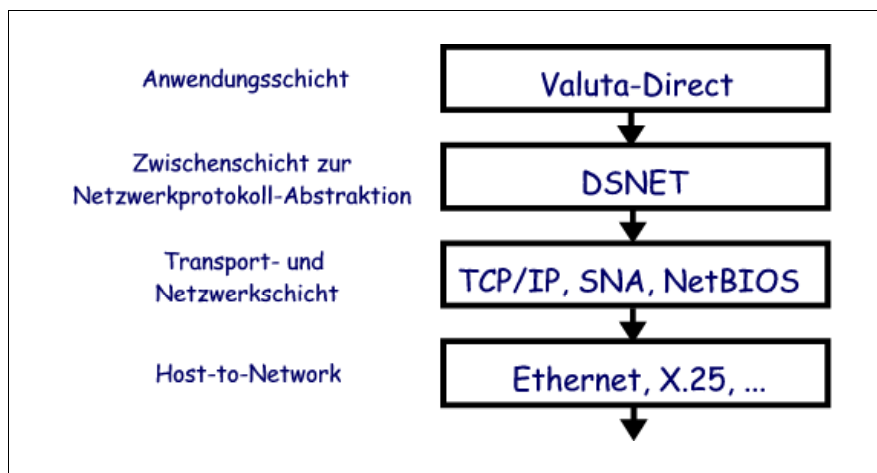 Anwendungsschicht
Valuta-Direct
Zwischenschicht zur
Netzwerkprotokoll-Abstraktion
DSNET
Transport- und
Netzwerkschicht
TCP/IP, SNA, NetBIOS
Host-to-Network
Ethernet, X.25, ...